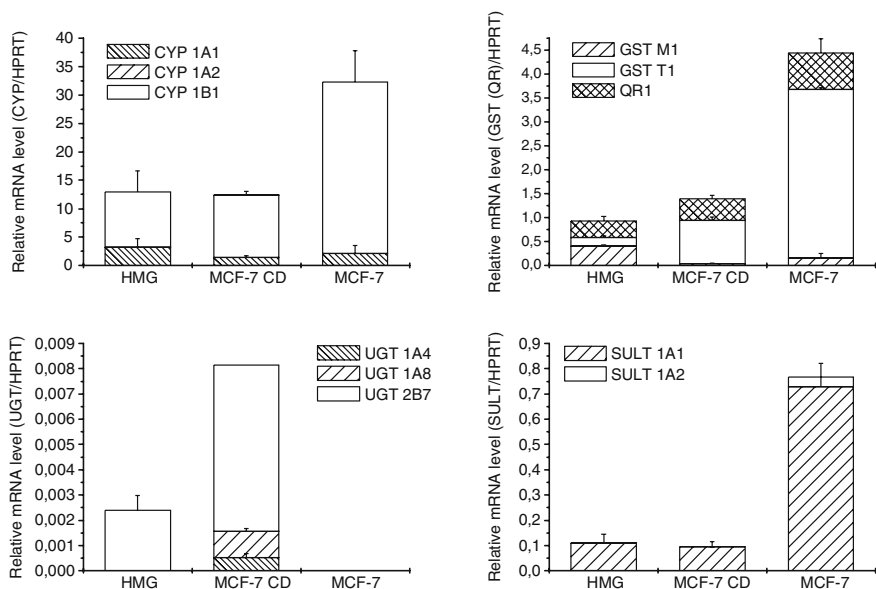 Relative mRNA level (CYP/HPRT)
40
35
30
25
20
15
10
5
0
CYP 1A1
CYP 1A2
CYP 1B1
HMG
MCF-7 CD
MCF-7
Relative mRNA level (GST (QR)/HPRT)
4,5
4,0
3,5
3,0
2,5
2,0
1,5
1,0
0,5
0,0
GST M1
GST T1
QR1
HMG
MCF-7 CD
MCF-7
Relative mRNA level (UGT/HPRT)
0,009
0,008
0,007
0,006
0,005
0,004
0,003
0,002
0,001
0,000
UGT 1A4
UGT 1A8
UGT 2B7
HMG
MCF-7 CD
MCF-7
Relative mRNA level (SULT/HPRT)
0,9
0,8
0,7
0,6
0,5
0,4
0,3
0,2
0,1
0,0
SULT 1A1
SULT 1A2
HMG
MCF-7 CD
MCF-7